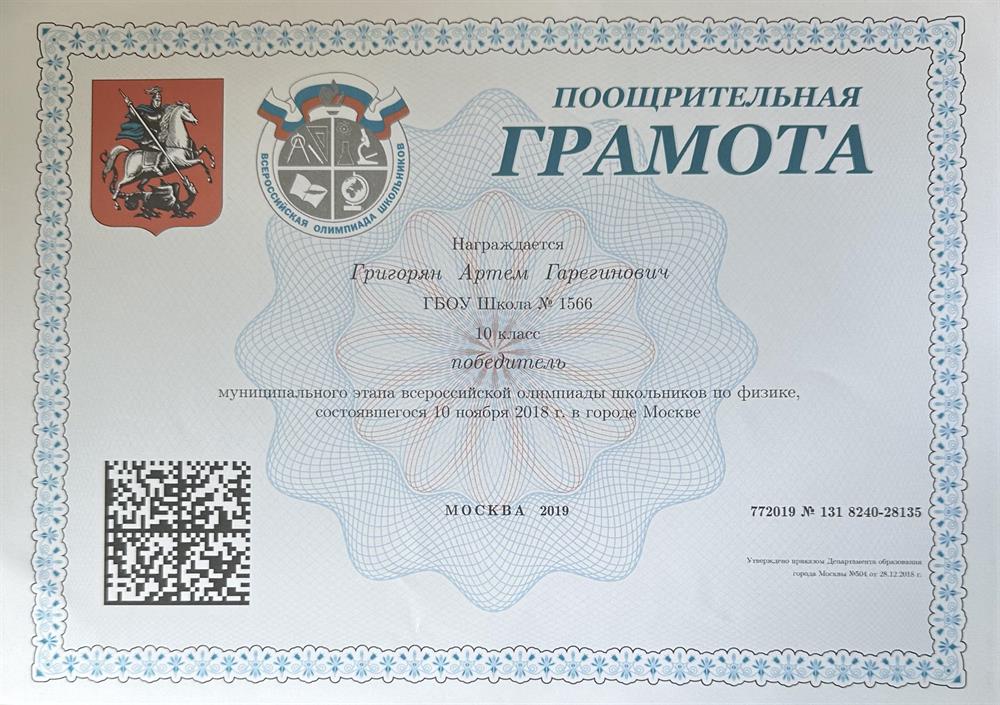 ВСЕРОССИЙСКАЯ ОЛИМПИАДА ШКОЛЬНИКОВ
ПООЩРИТЕЛЬНАЯ
ГРАМОТА
Награждается
Григорян Артем Гарегинович
ГБОУ Школа № 1566
10 класс
победитель
муниципального этапа всероссийской олимпиады школьников по физике,
состоявшегося 10 ноября 2018 г. в городе Москве
МОСКВА 2019
772019 № 131 8240-28135
Утверждено приказом Департамента образования
города Москвы №504 от 28.12.2018 г.